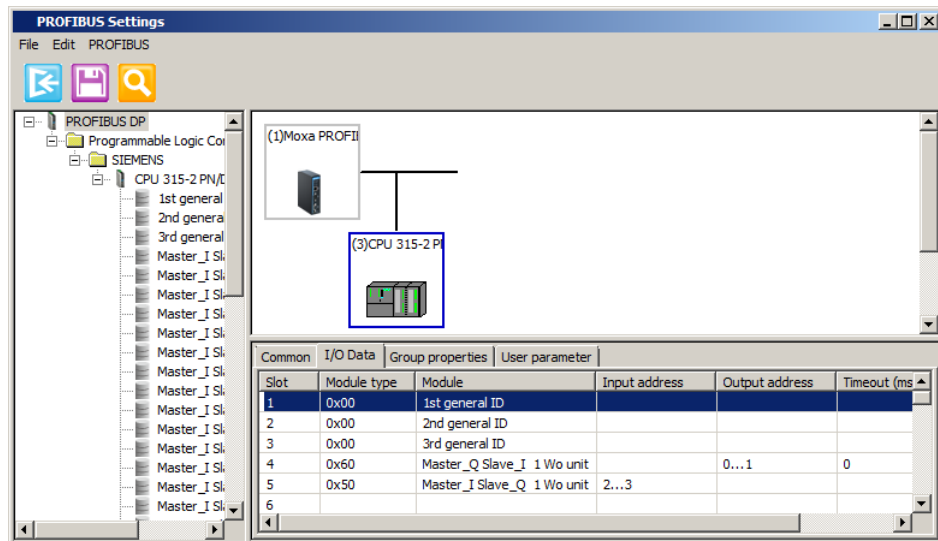 PROFIBUS Settings
File Edit PROFIBUS
PROFIBUS DP
Programmable Logic Co
SIEMENS
CPU 315-2 PN/D
1st general
2nd genera
3rd general
Master_I Sl
Master_I Sl
Master_I Sl
Master_I Sl
Master_I Sl
Master_I Sl
Master_I Sl
Master_I Sl
Master_I Sl
Master_I Sl
Master_I Sl
Master_I Sl
Master_I Sl
Master_I Sl
(1)Moxa PROFI
(3)CPU 315-2 P
Common I/O Data Group properties User parameter
Slot Module type Module Input address Output address Timeout (ms
1 0x00 1st general ID
2 0x00 2nd general ID
3 0x00 3rd general ID
4 0x60 Master_Q Slave_I 1 Wo unit 0...1 0
5 0x50 Master_I Slave_Q 1 Wo unit 2...3
6